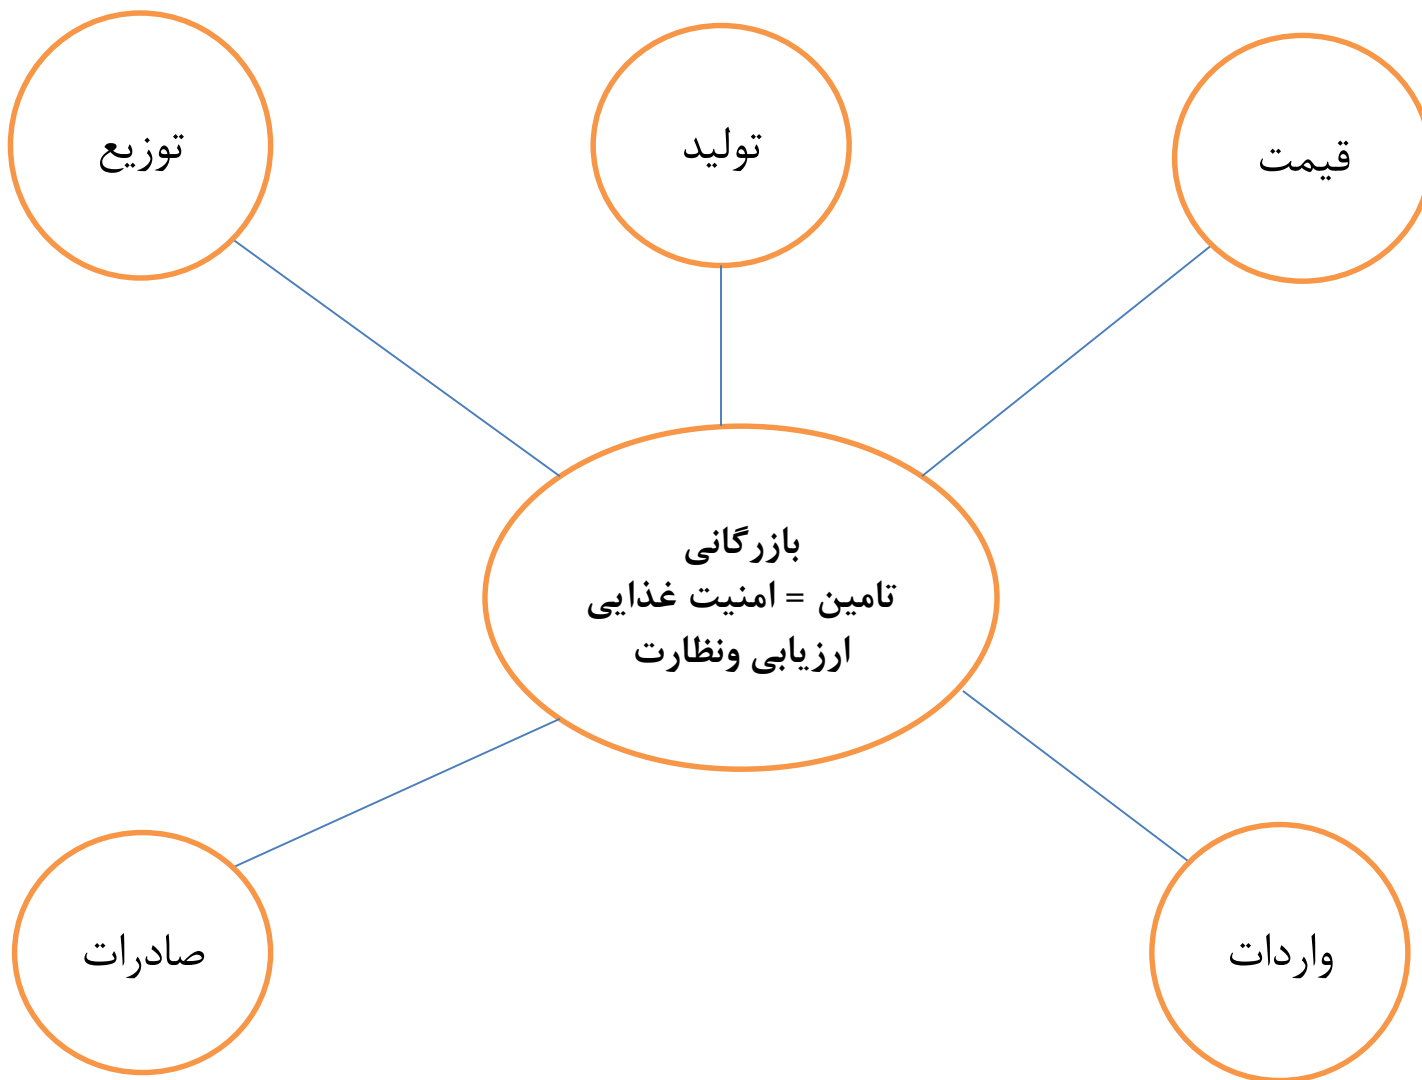 قیمت
تولید
توزیع
بازرگانی
تامین = امنیت غذایی
ارزیابی ونظارت
واردات
صادرات